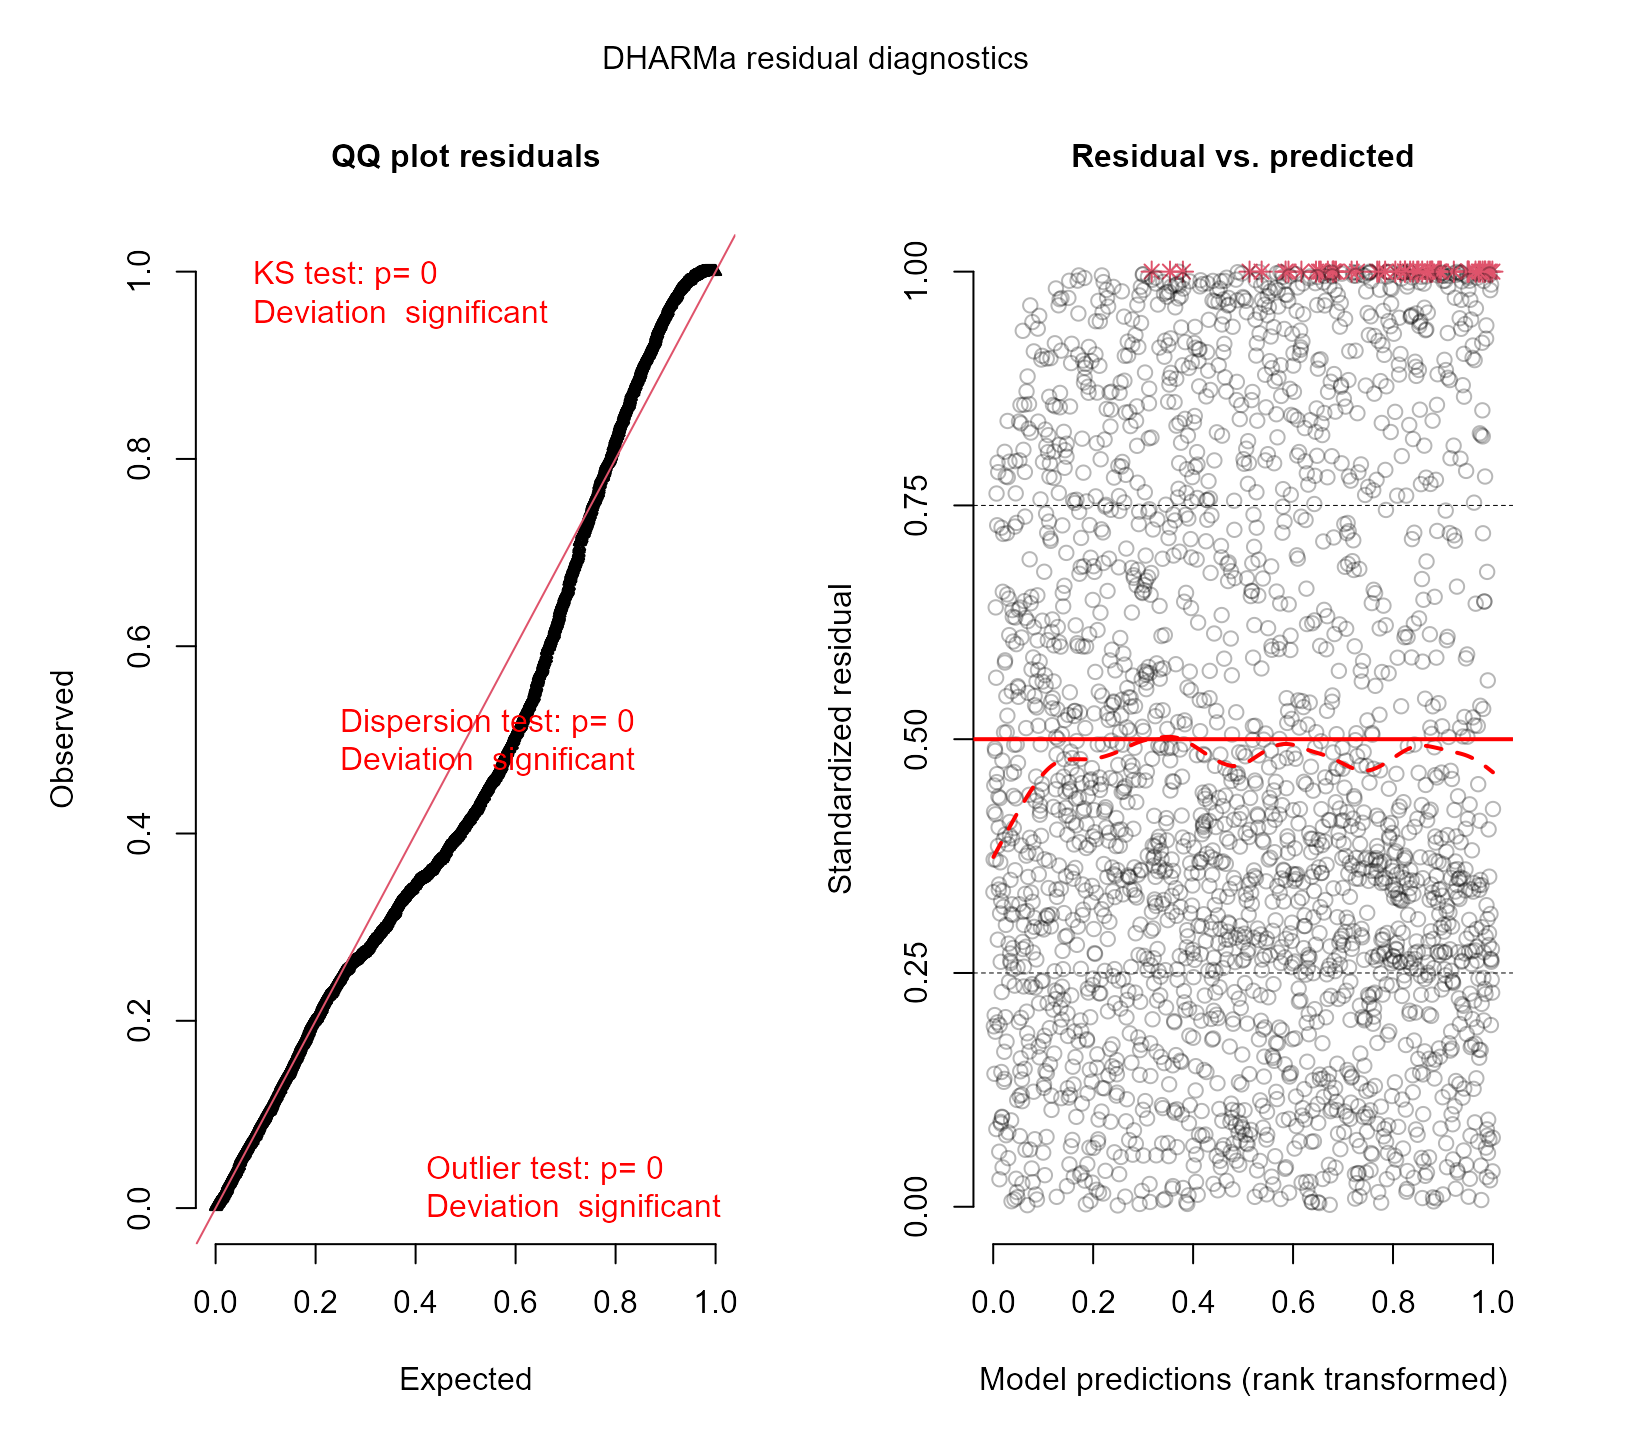 DHARMa residual diagnostics
QQ plot residuals
KS test: p= 0
Deviation  significant
Dispersion test: p= 0
Deviation  significant
Outlier test: p= 0
Deviation  significant
Observed
0.0
0.2
0.4
0.6
0.8
1.0
0.0 0.2 0.4 0.6 0.8 1.0
Expected
Residual vs. predicted
Standardized residual
0.00
0.25
0.50
0.75
1.00
0.0 0.2 0.4 0.6 0.8 1.0
Model predictions (rank transformed)